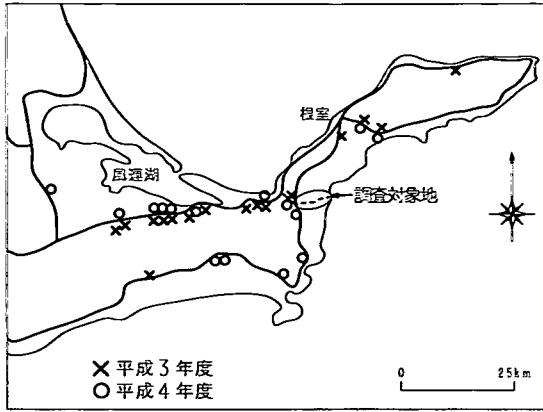 根室
風蓮湖
調査対象地
× 平成3年度
○ 平成4年度
0 25km